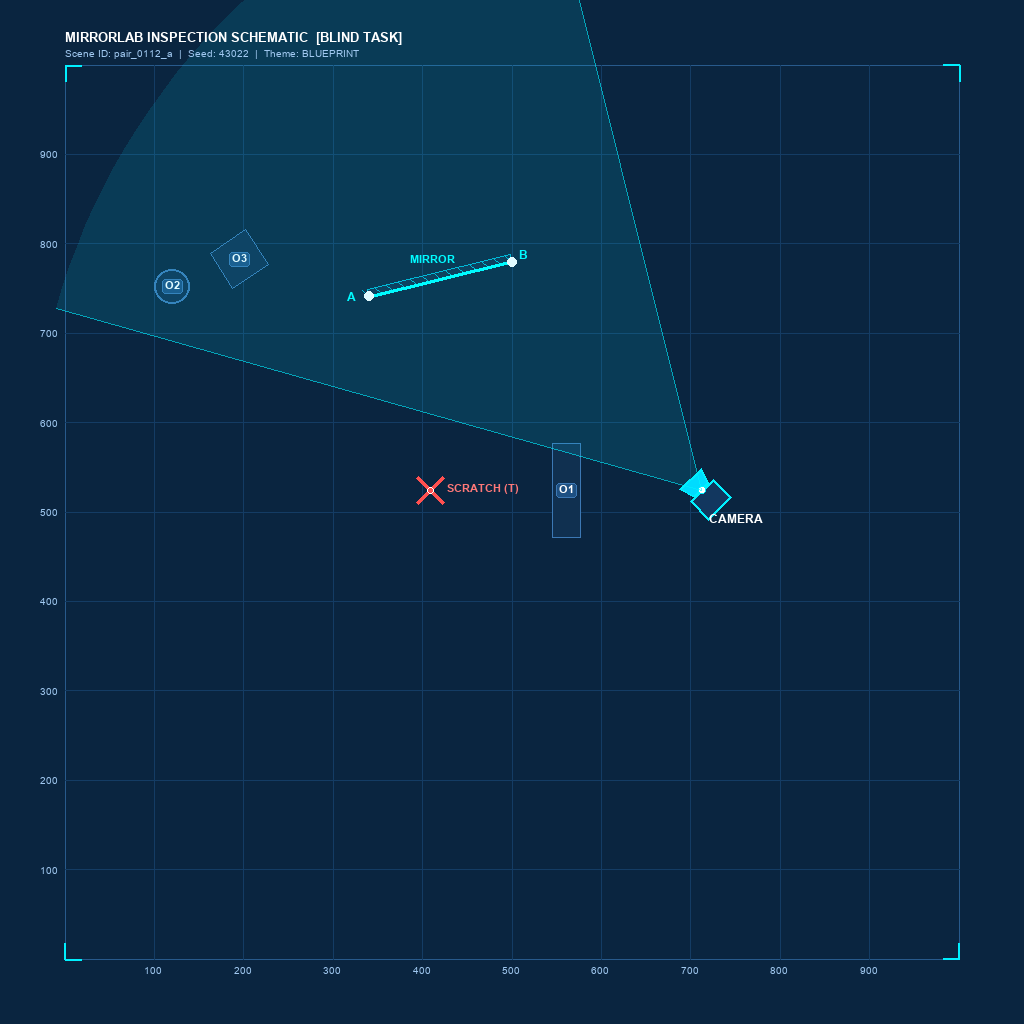 MIRRORLAB INSPECTION SCHEMATIC [BLIND TASK]
Scene ID: pair_0112_a | Seed: 43022 | Theme: BLUEPRINT
900
800
O3
MIRROR
B
O2
A
700
600
O1
SCRATCH (T)
500
CAMERA
400
300
200
100
100 200 300 400 500 600 700 800 900